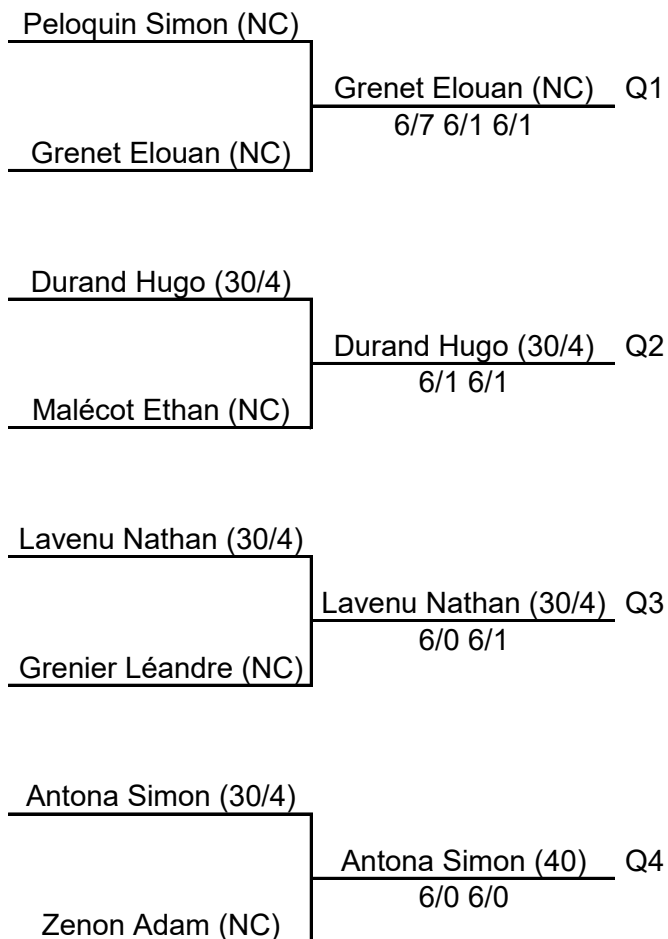 Peloquin Simon (NC)
Grenet Elouan (NC) Q1
6/7 6/1 6/1
Grenet Elouan (NC)
Durand Hugo (30/4)
Durand Hugo (30/4) Q2
6/1 6/1
Malécot Ethan (NC)
Lavenu Nathan (30/4)
Lavenu Nathan (30/4) Q3
6/0 6/1
Grenier Léandre (NC)
Antona Simon (30/4)
Antona Simon (40) Q4
6/0 6/0
Zenon Adam (NC)